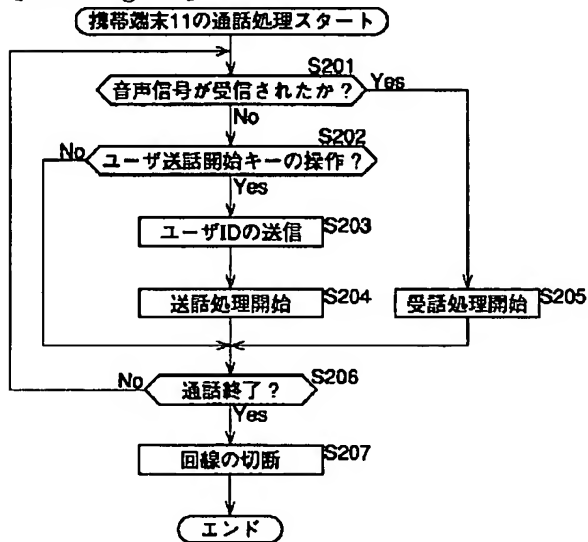 携帯端末11の通話処理スタート
S201
音声信号が受信されたか?
Yes
No
S202
No
ユーザ送話開始キーの操作?
Yes
ユーザIDの送信
S203
送話処理開始
S204
受話処理開始
S205
No
通話終了?
S206
Yes
回線の切断
S207
エンド